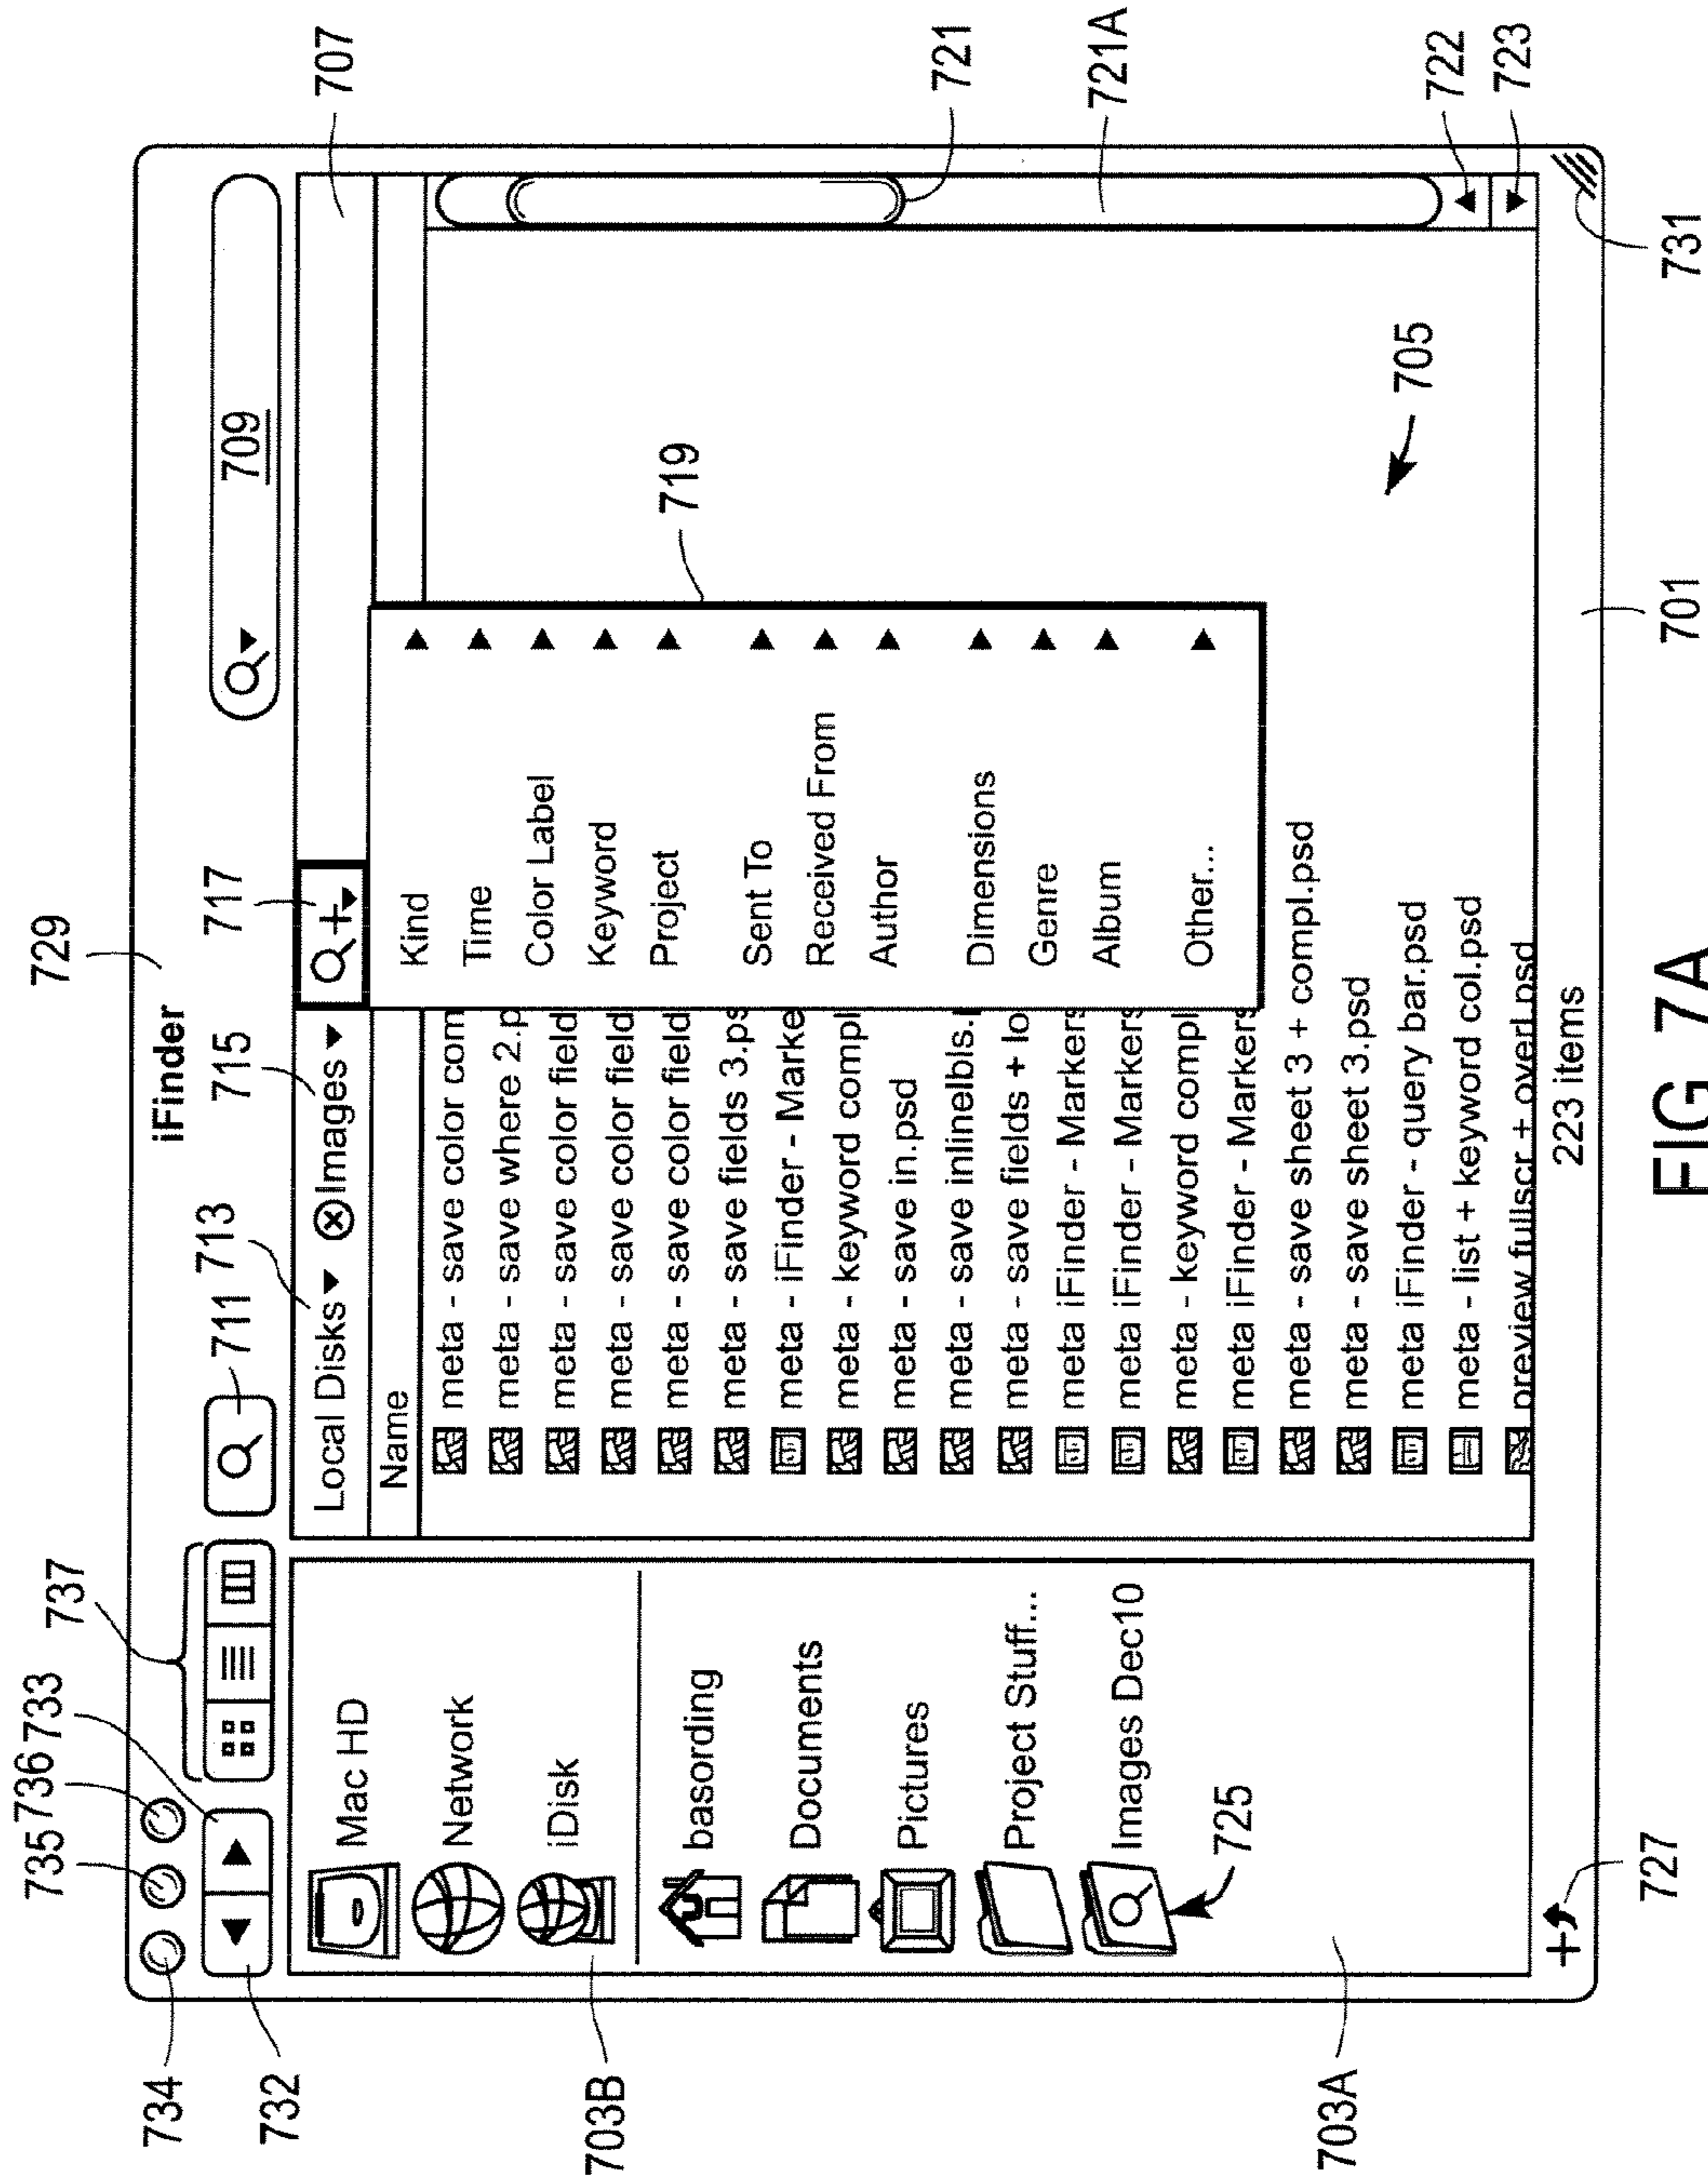 729
iFinder
734
735
736
733
737
711
713
715
717
707
732
709
Local Disks
Images
Name
Mac HD
Network
iDisk
703B
basording
Documents
Pictures
Project Stuff...
Images Dec10
725
703A
meta - save color com
meta - save where 2.p
meta - save color field
meta - save color field
meta - save color field
meta - save fields 3.ps
meta - iFinder - Marke
meta - keyword compl
meta - save in.psd
meta - save inlinelbls.
meta - save fields + lo
meta iFinder - Markers
meta iFinder - Markers
meta - keyword compl
meta iFinder - Markers
meta - save sheet 3 + compl.psd
meta - save sheet 3.psd
meta iFinder - query bar.psd
meta - list + keyword col.psd
preview fullscr + overl.psd
Kind
Time
Color Label
Keyword
Project
Sent To
Received From
Author
Dimensions
Genre
Album
Other...
719
721
721A
705
722
723
223 items
727
701
731
FIG 7A